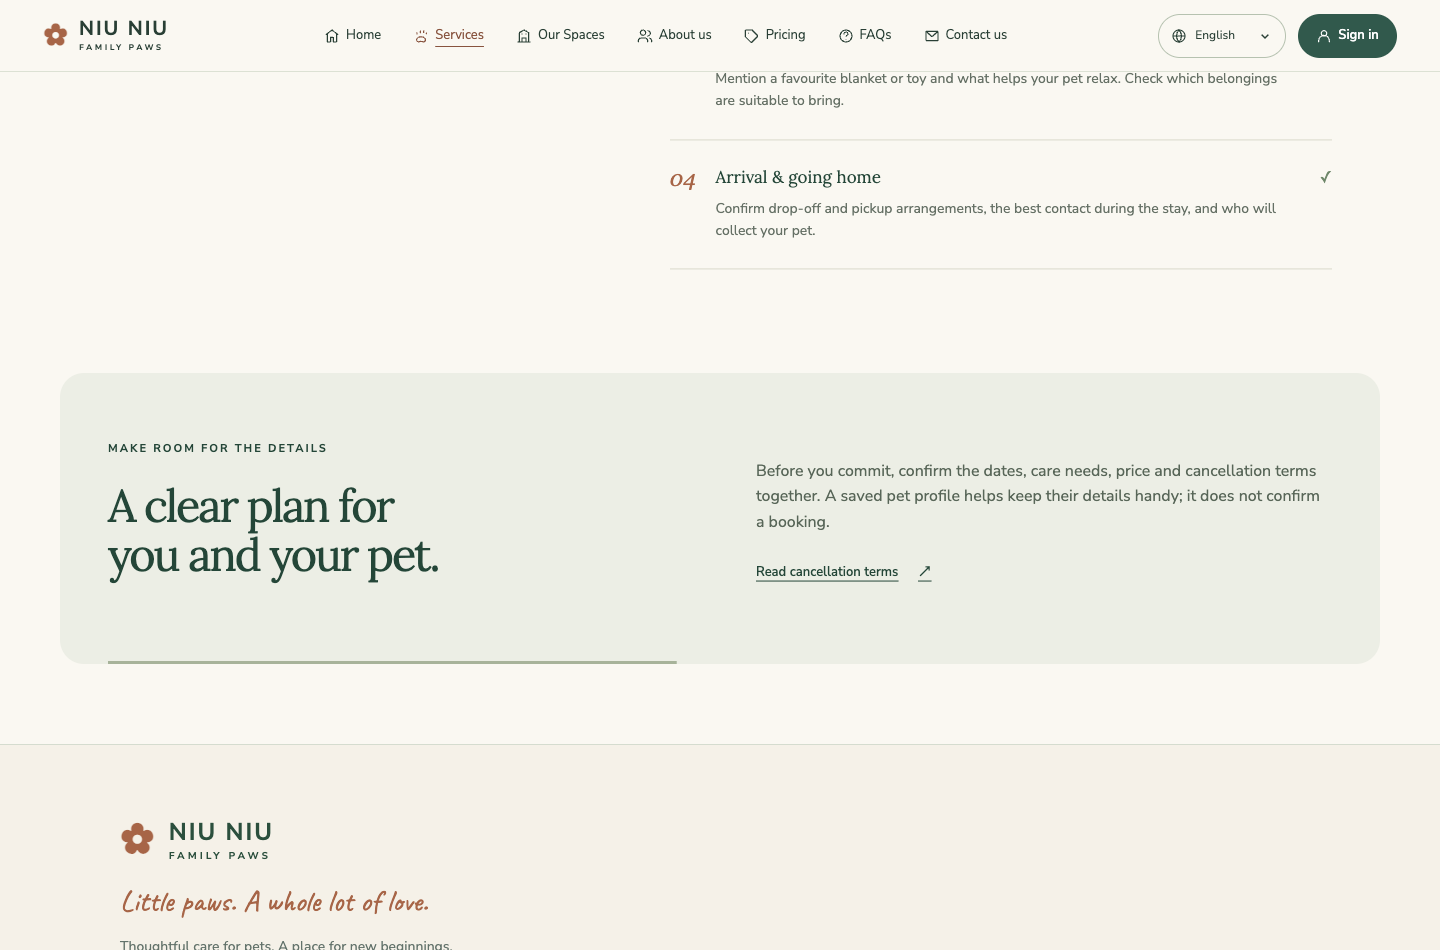 NIU NIU
FAMILY PAWS
Home
Services
Our Spaces
About us
Pricing
FAQs
Contact us
English
Sign in
Mention a favourite blanket or toy and what helps your pet relax. Check which belongings
are suitable to bring.
04
Arrival & going home
✓
Confirm drop-off and pickup arrangements, the best contact during the stay, and who will
collect your pet.
MAKE ROOM FOR THE DETAILS
A clear plan for
you and your pet.
Before you commit, confirm the dates, care needs, price and cancellation terms
together. A saved pet profile helps keep their details handy; it does not confirm
a booking.
Read cancellation terms ↗
NIU NIU
FAMILY PAWS
Little paws. A whole lot of love.
Thoughtful care for pets. A place for new beginnings.